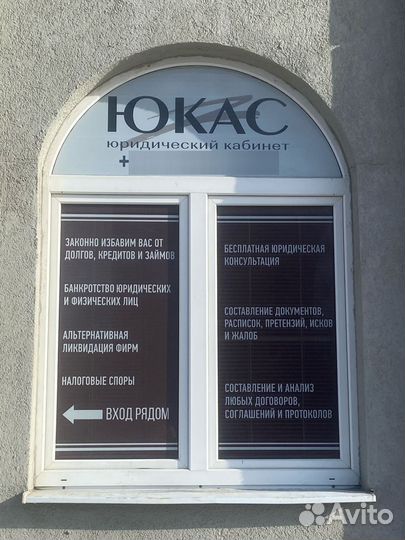 ЮКАС
юридический кабинет
+
ЗАКОННО ИЗБАВИМ ВАС ОТ
ДОЛГОВ, КРЕДИТОВ И ЗАЙМОВ
БАНКРОТСТВО ЮРИДИЧЕСКИХ
И ФИЗИЧЕСКИХ ЛИЦ
АЛЬТЕРНАТИВНАЯ
ЛИКВИДАЦИЯ ФИРМ
НАЛОГОВЫЕ СПОРЫ
ВХОД РЯДОМ
БЕСПЛАТНАЯ ЮРИДИЧЕСКАЯ
КОНСУЛЬТАЦИЯ
СОСТАВЛЕНИЕ ДОКУМЕНТОВ,
РАСПИСОК, ПРЕТЕНЗИЙ, ИСКОВ
И ЖАЛОБ
СОСТАВЛЕНИЕ И АНАЛИЗ
ЛЮБЫХ ДОГОВОРОВ,
СОГЛАШЕНИЙ И ПРОТОКОЛОВ
Avito